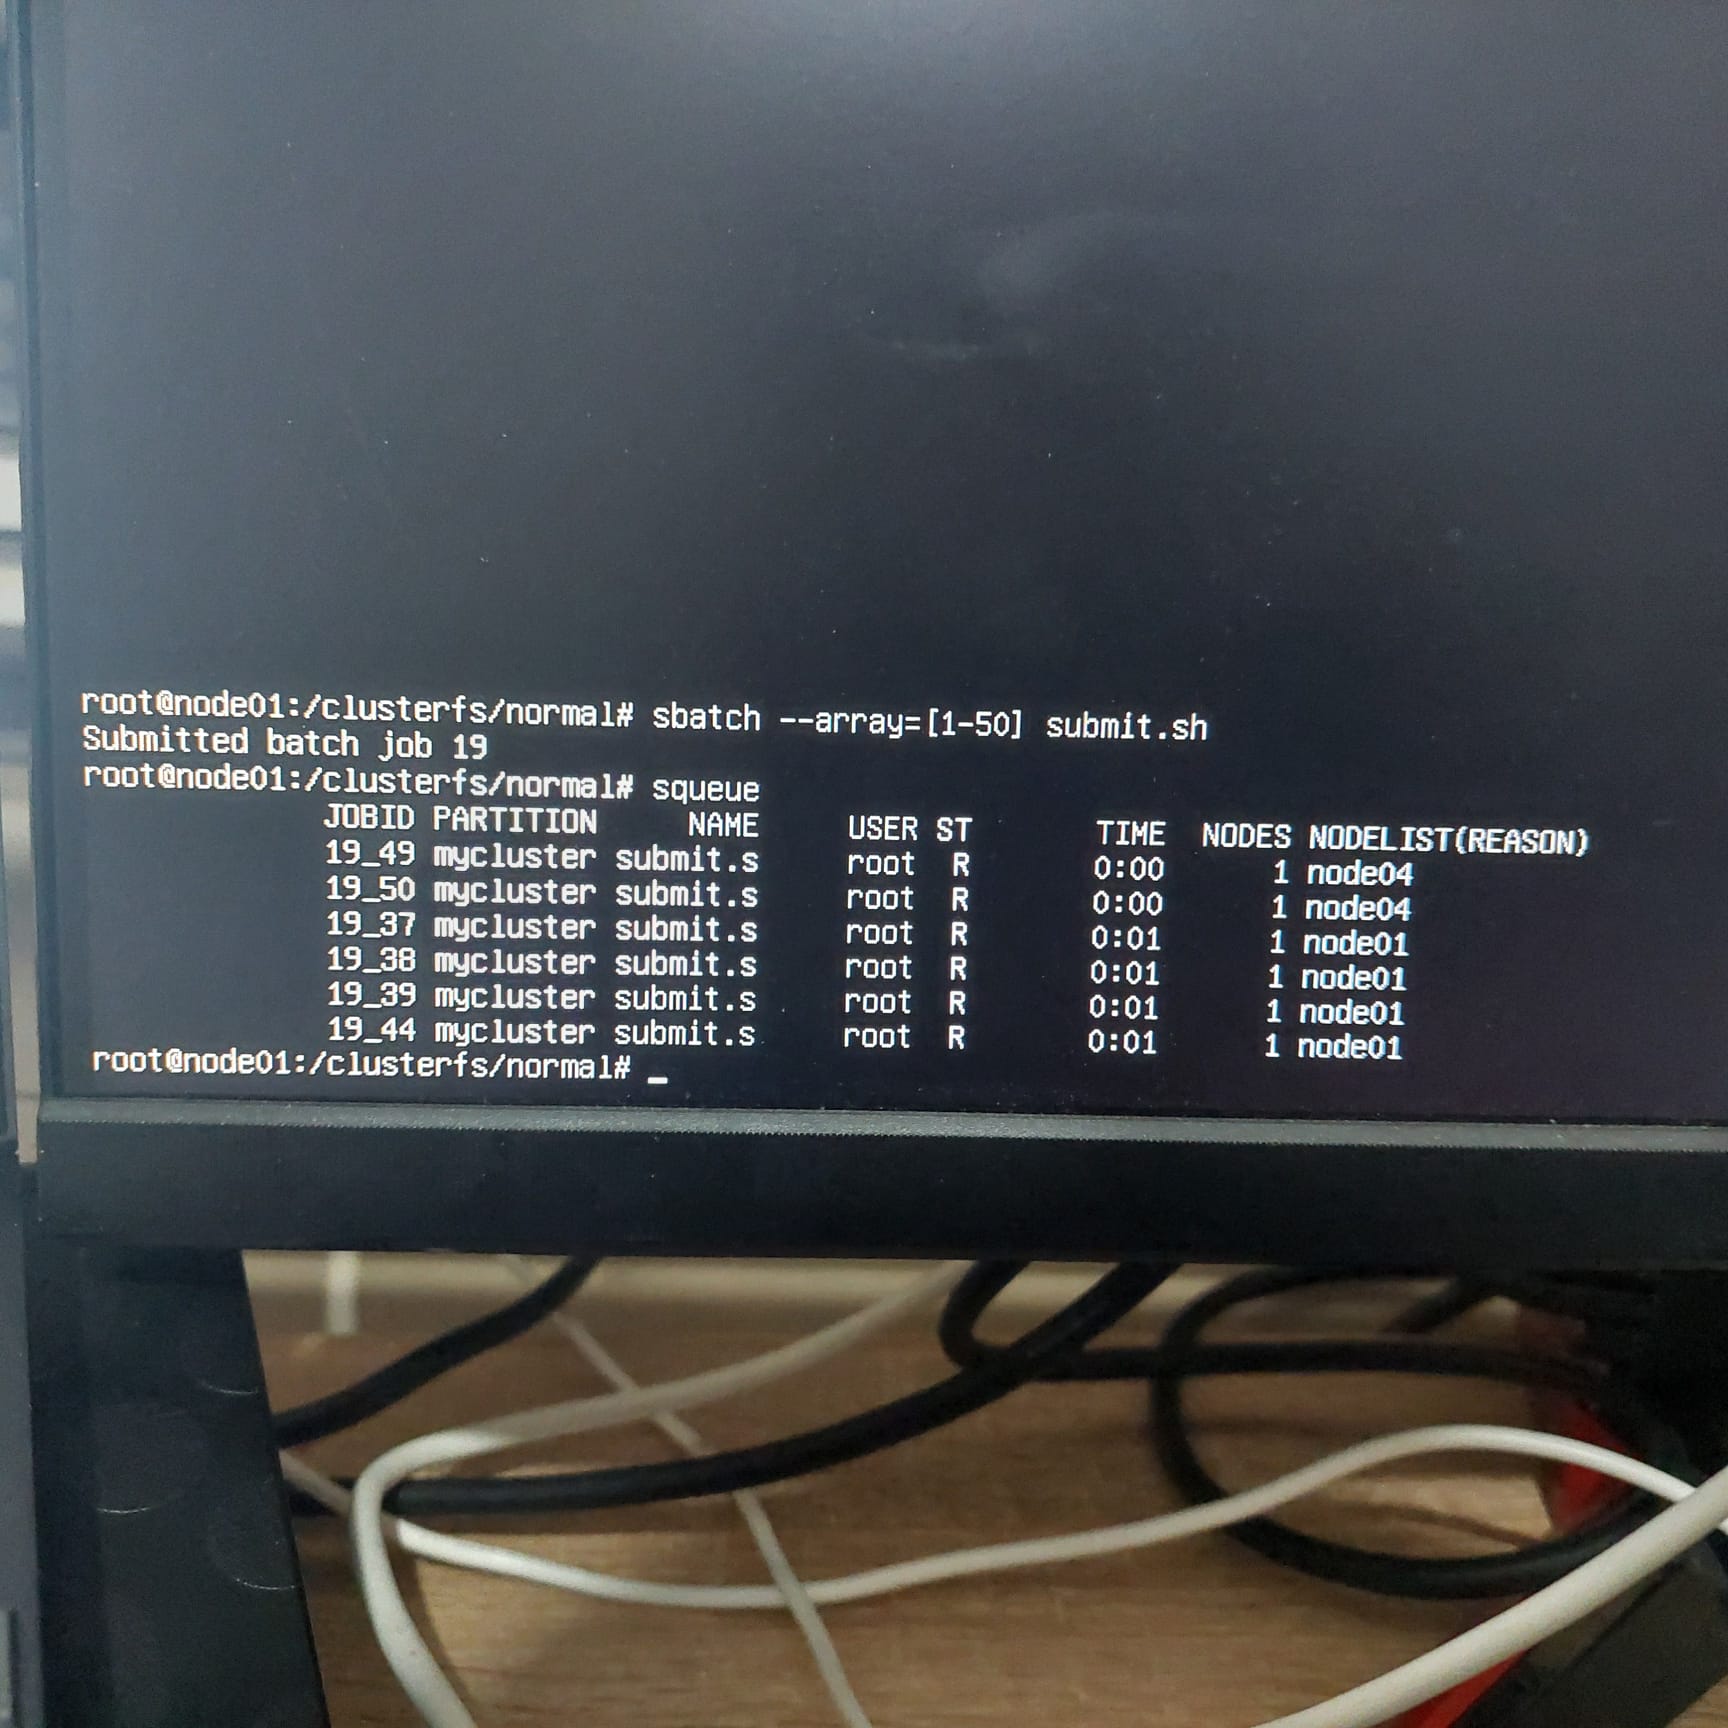 root@node01:/clusterfs/normal# sbatch --array=[1-50] submit.sh
Submitted batch job 19
root@node01:/clusterfs/normal# squeue
JOBID PARTITION NAME USER ST TIME NODES NODELIST(REASON)
19_49 mycluster submit.s root R 0:00 1 node04
19_50 mycluster submit.s root R 0:00 1 node04
19_37 mycluster submit.s root R 0:01 1 node01
19_38 mycluster submit.s root R 0:01 1 node01
19_39 mycluster submit.s root R 0:01 1 node01
19_44 mycluster submit.s root R 0:01 1 node01
root@node01:/clusterfs/normal# _